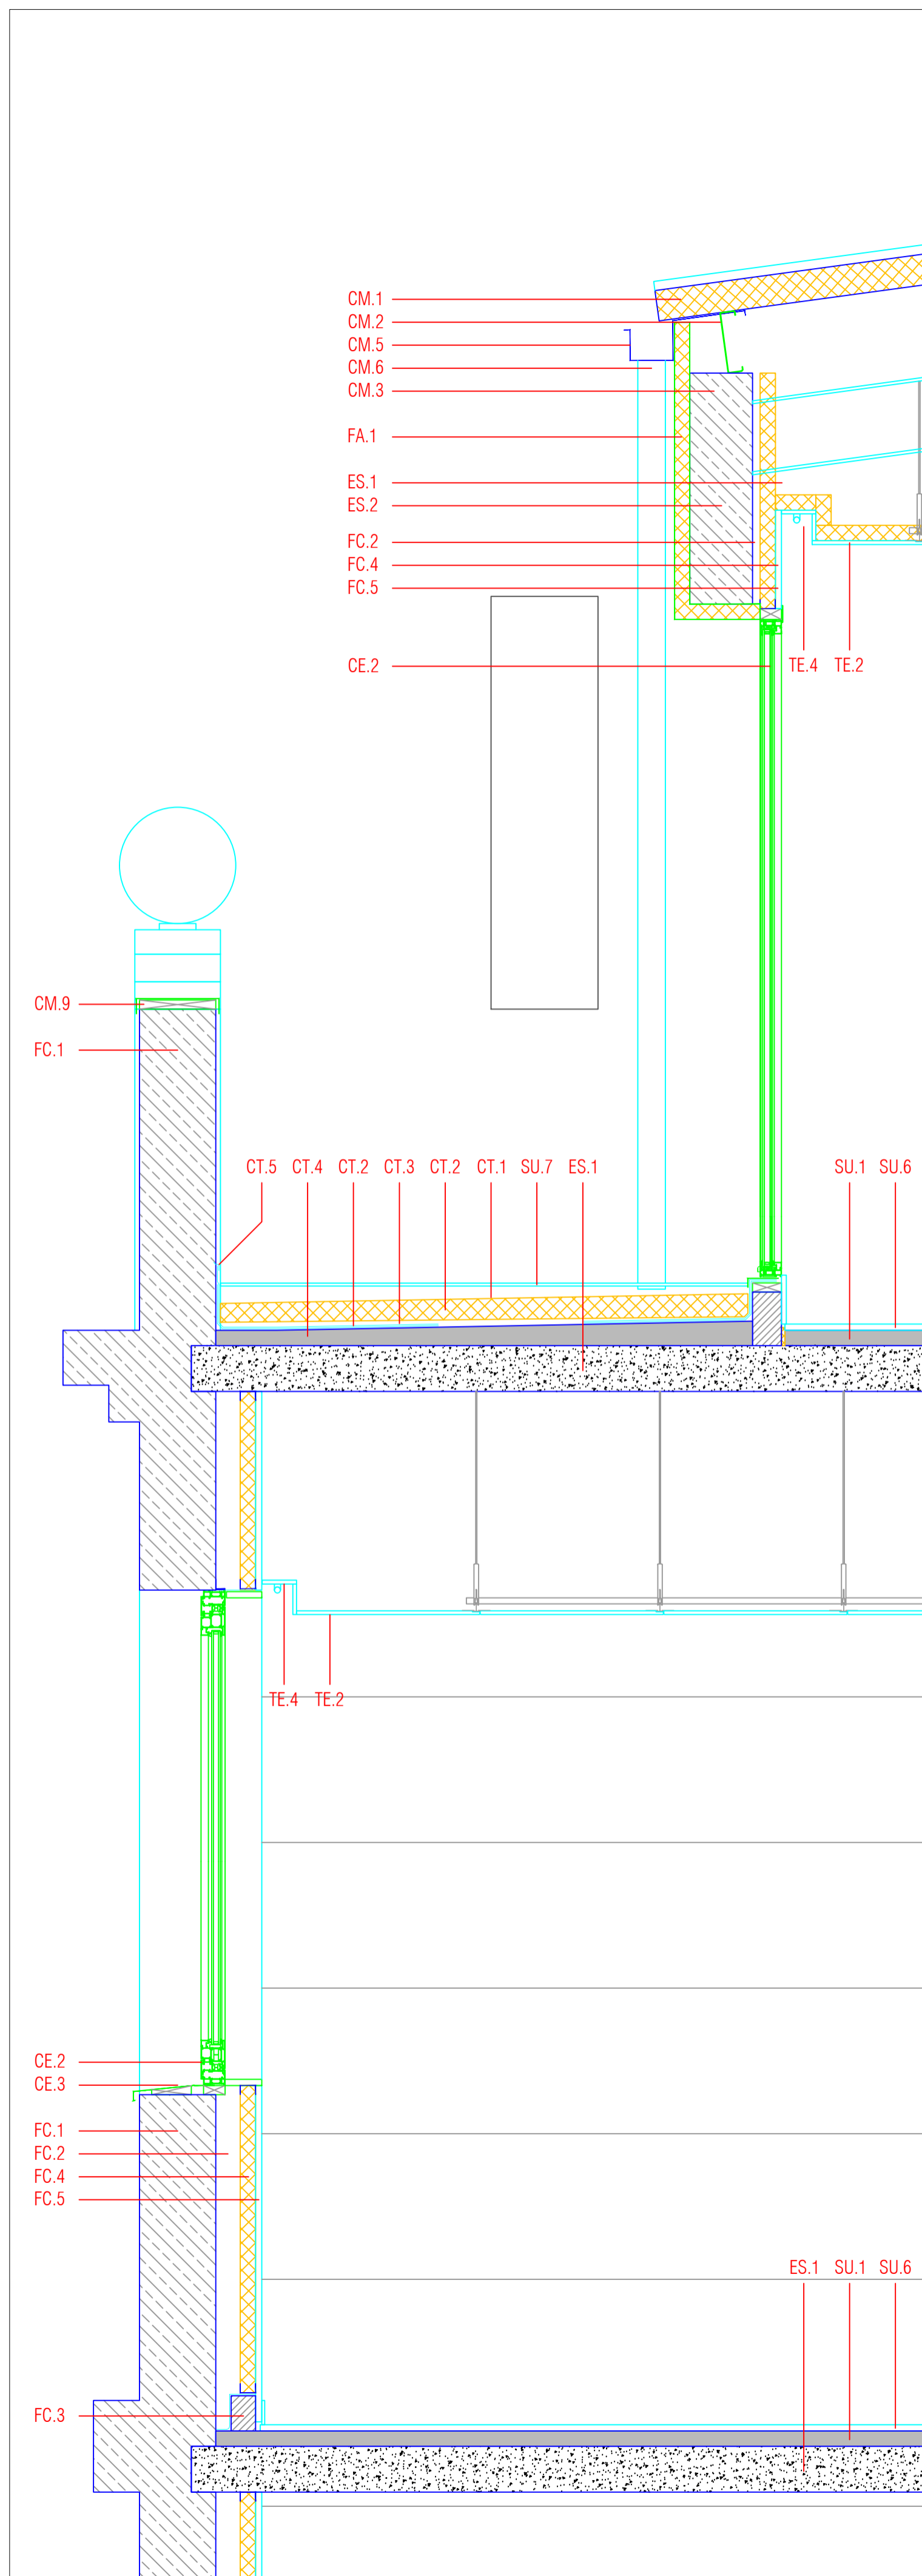 CM.1
CM.2
CM.5
CM.6
CM.3
FA.1
ES.1
ES.2
FC.2
FC.4
FC.5
CE.2 TE.4 TE.2
CM.9
FC.1
CT.5 CT.4 CT.2 CT.3 CT.2 CT.1 SU.7 ES.1 SU.1 SU.6
TE.4 TE.2
CE.2
CE.3
FC.1
FC.2
FC.4
FC.5
ES.1 SU.1 SU.6
FC.3